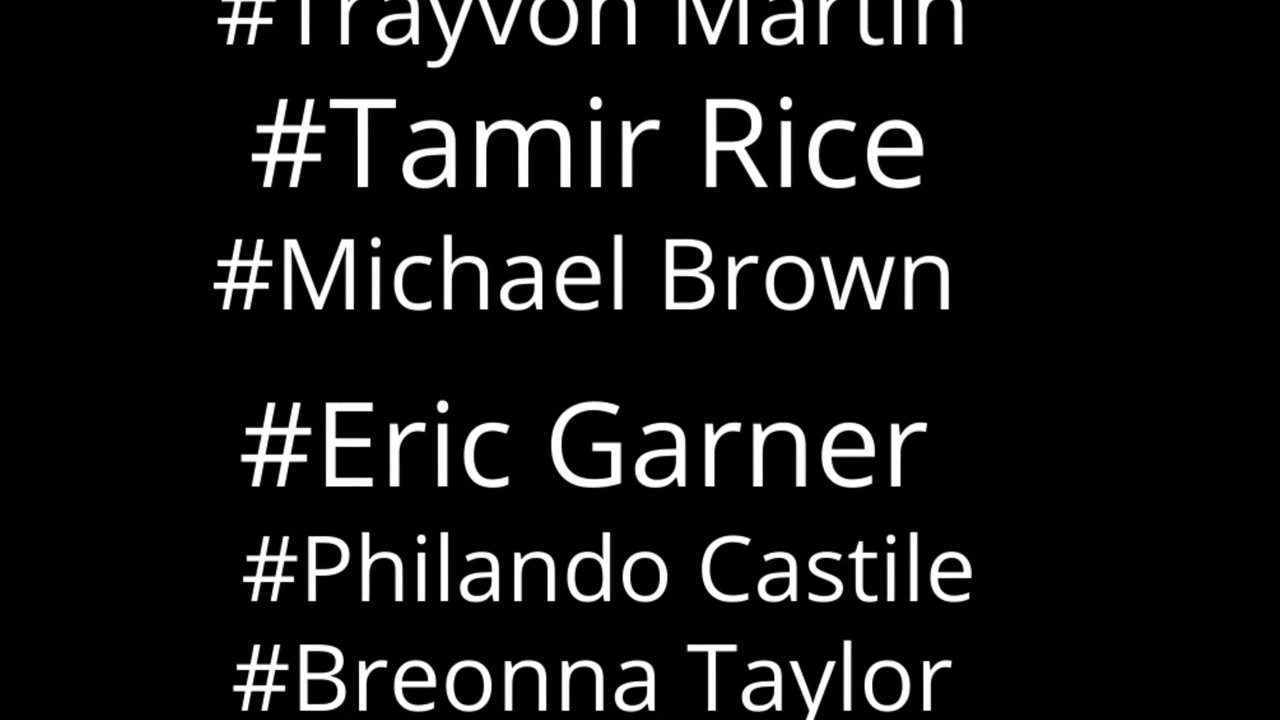 #Trayvon Martin
#Tamir Rice
#Michael Brown
#Eric Garner
#Philando Castile
#Breonna Taylor